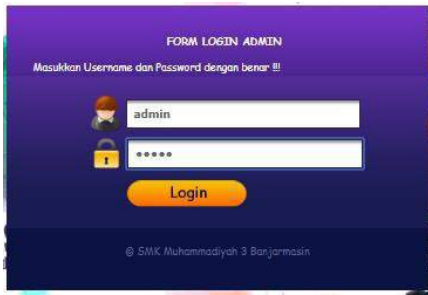 FORM LOGIN ADMIN
Masukkan Username dan Password dengan benar !!!
admin
•••••
Login
@ SMK Muhammadiyah 3 Banjarmasin